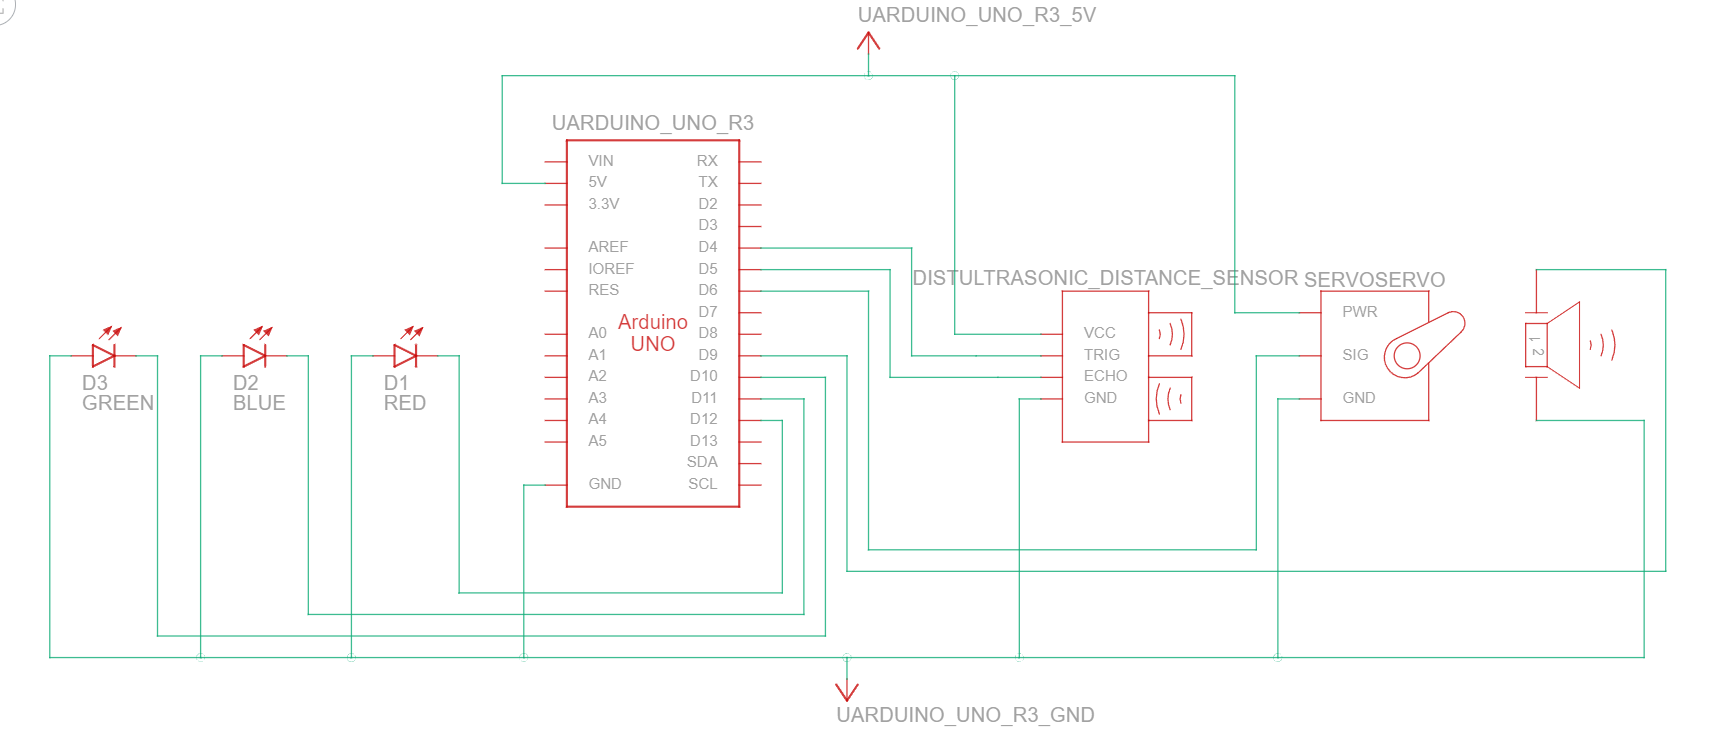 UARDUINO_UNO_R3_5V
UARDUINO_UNO_R3
VIN RX
5V TX
3.3V D2
D3
AREF D4
IOREF D5
RES D6
D7
A0 D8
A1 D9
A2 D10
A3 D11
A4 D12
A5 D13
SDA
GND SCL
Arduino
UNO
DISTULTRASONIC_DISTANCE_SENSOR
VCC
TRIG
ECHO
GND
SERVOSERVO
PWR
SIG
GND
1
2
D3
GREEN
D2
BLUE
D1
RED
UARDUINO_UNO_R3_GND